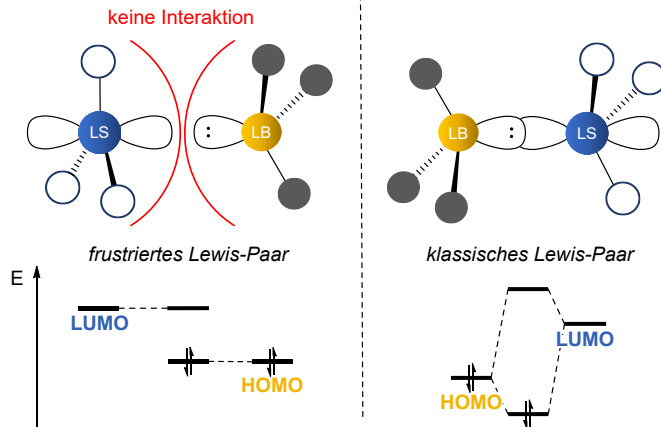 keine Interaktion
LS
:
LB
LB
:
LS
frustriertes Lewis-Paar
klassisches Lewis-Paar
E
LUMO
HOMO
LUMO
HOMO